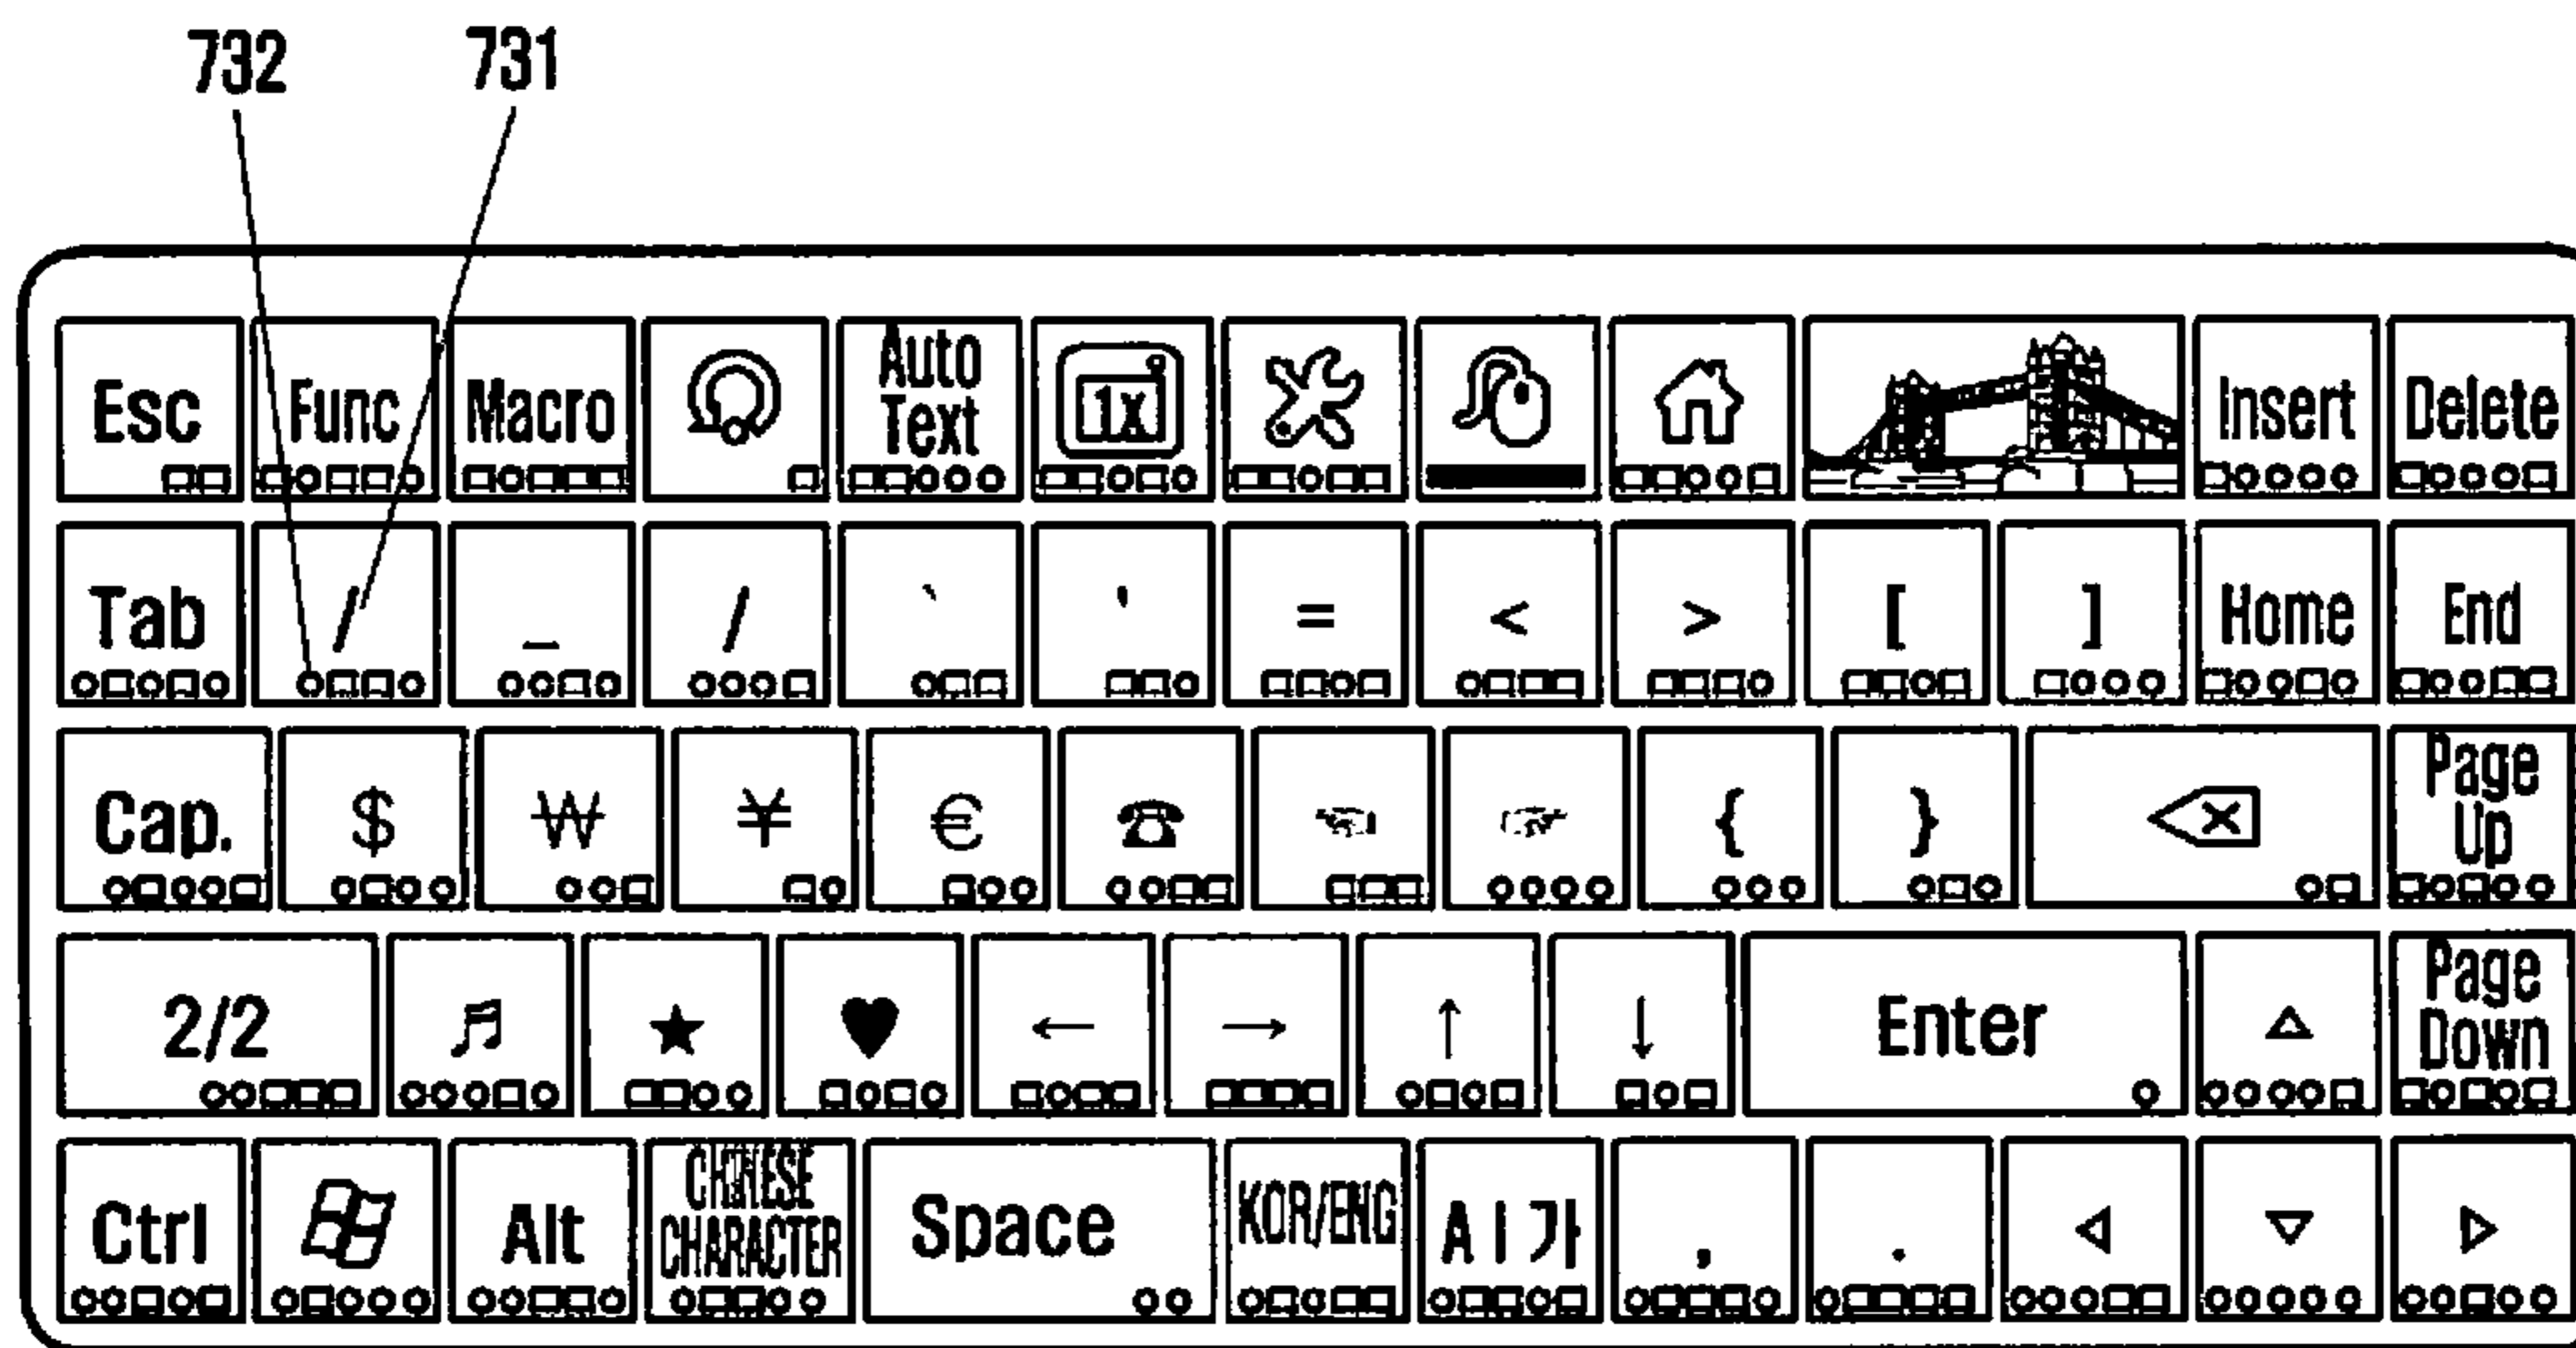 732 731
Esc Func Macro Auto Text 1X Insert Delete
Tab / _ / ` ' = < > [ ] Home End
Cap. $ ₩ ¥ € ☎ ☜ ☞ { } Page Up
2/2 ♬ ★ ♥ ← → ↑ ↓ Enter △ Page Down
Ctrl Alt CHINESE CHARACTER Space KOR/ENG A I 가 , . ◁ ▽ ▷